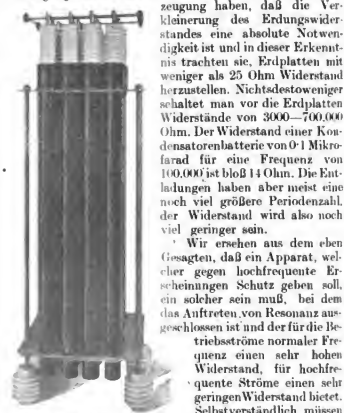 zeugung haben, daß die Ver-
kleinerung des Erdungswider-
standes eine absolute Notwen-
digkeit ist und in dieser Erkennt-
nis trachten sie, Erdplatten mit
weniger als 25 Ohm Widerstand
herzustellen. Nichtsdestoweniger
schaltet man vor die Erdplatten
Widerstände von 3000—700.000
Ohm. Der Widerstand einer Kon-
densatorenbatterie von 0·1 Mikro-
farad für eine Frequenz von
100.000 ist bloß 14 Ohm. Die Ent-
ladungen haben aber meist eine
noch viel größere Periodenzahl,
der Widerstand wird also noch
viel geringer sein.
Wir ersehen aus dem eben
Gesagten, daß ein Apparat, wel-
cher gegen hochfrequente Er-
scheinungen Schutz geben soll,
ein solcher sein muß, bei dem
das Auftreten von Resonanz aus-
geschlossen ist und der für die Be-
triebsströme normaler Fre-
quenz einen sehr hohen
Widerstand, für hochfre-
quente Ströme einen sehr
geringen Widerstand bietet.
Selbstverständlich müssen